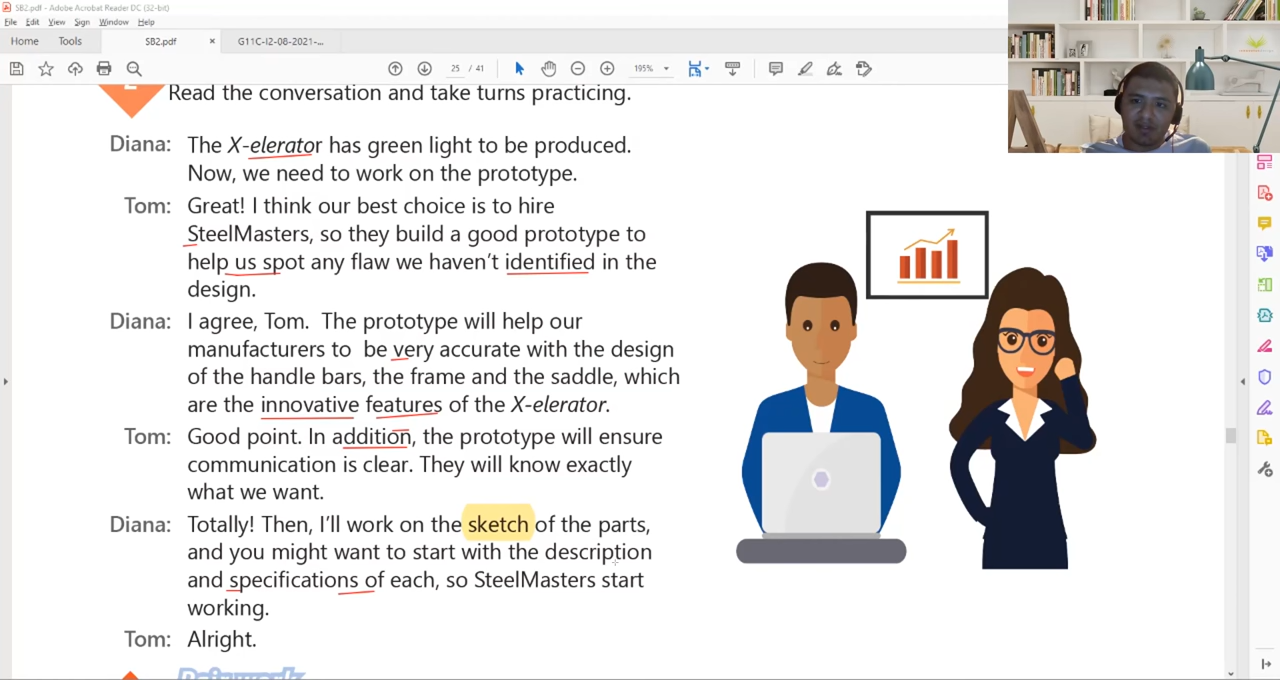 SB2.pdf - Adobe Acrobat Reader DC (32-bit)
File Edit View Sign Window Help
Home Tools SB2.pdf × G11C-I2-08-2021-...
25 / 41 195%
2
Read the conversation and take turns practicing.
Diana: The X-elerator has green light to be produced.
Now, we need to work on the prototype.
Tom: Great! I think our best choice is to hire
SteelMasters, so they build a good prototype to
help us spot any flaw we haven't identified in the
design.
Diana: I agree, Tom. The prototype will help our
manufacturers to be very accurate with the design
of the handle bars, the frame and the saddle, which
are the innovative features of the X-elerator.
Tom: Good point. In addition, the prototype will ensure
communication is clear. They will know exactly
what we want.
Diana: Totally! Then, I'll work on the sketch of the parts,
and you might want to start with the description
and specifications of each, so SteelMasters start
working.
Tom: Alright.
Pair work